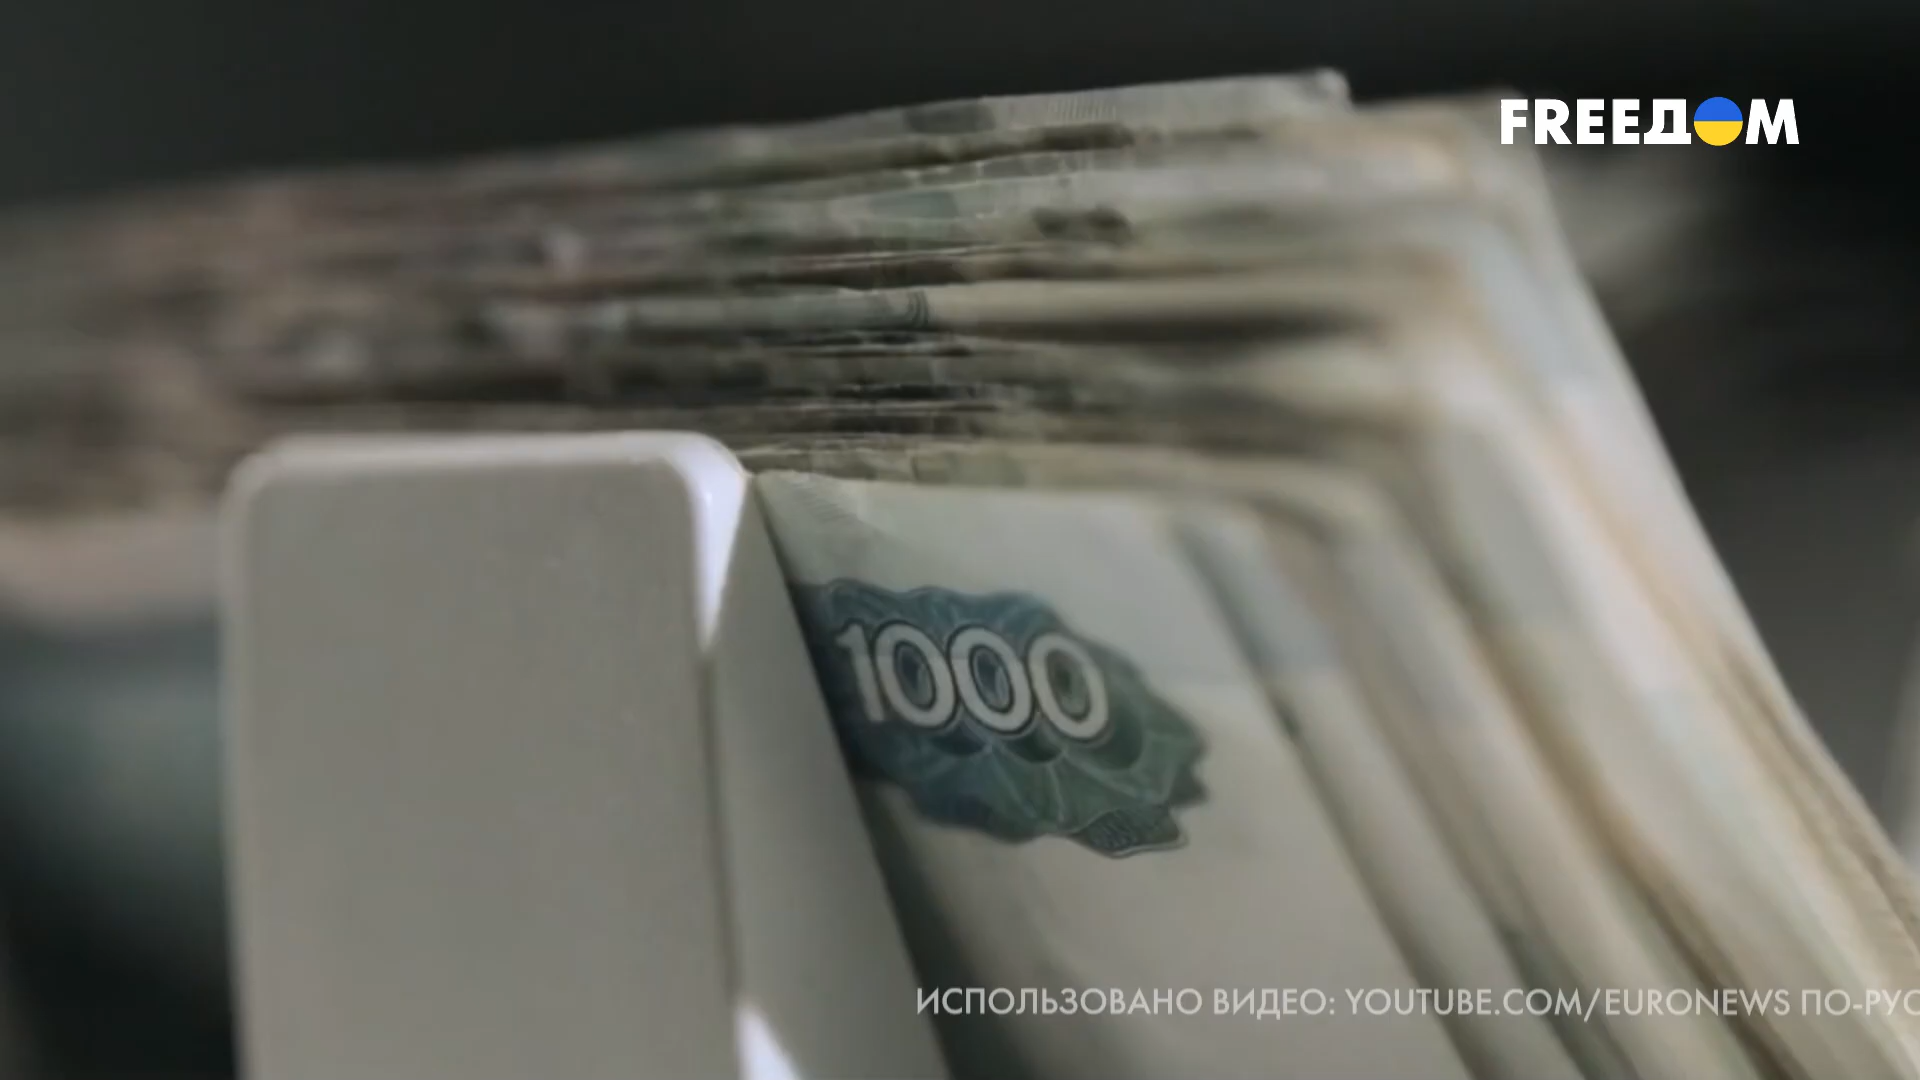 FREEДOM
1000
ИСПОЛЬЗОВАНО ВИДЕО: YOUTUBE.COM/EURONEWS ПО-РУС